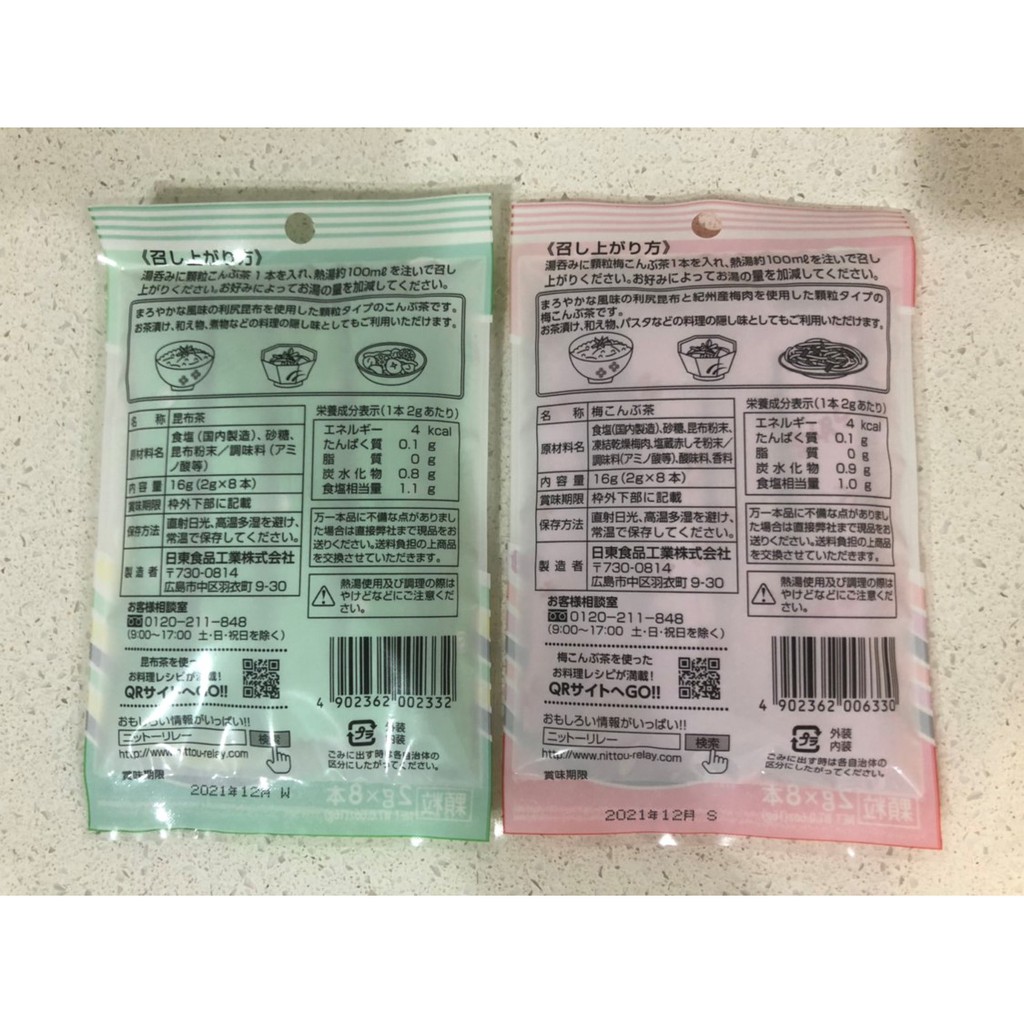 《召し上がり方》
湯呑みに顆粒こんぶ茶1本を入れ、熱湯約100mlを注いで召し
上がりください。お好みによってお湯の量を加減してください。
まろやかな風味の利尻昆布を使用した顆粒タイプのこんぶ茶です。
お茶漬け、和え物、煮物などの料理の隠し味としてもご利用いただけます。
名 称 昆布茶
原材料名 食塩(国内製造)、砂糖、
昆布粉末/調味料(アミ
ノ酸等)
内容量 16g(2g×8本)
賞味期限 枠外下部に記載
保存方法 直射日光、高温多湿を避け、
常温で保存してください。
製造者 日東食品工業株式会社
〒730-0814
広島市中区羽衣町9-30
栄養成分表示(1本2gあたり)
エネルギー 4 kcal
たんぱく質 0.1 g
脂質 0 g
炭水化物 0.8 g
食塩相当量 1.1 g
万一本品に不備な点がありまし
た場合は直接弊社まで現品をお
送りください。送料負担の上商品
を交換させていただきます。
熱湯使用及び調理の際は
やけどなどにご注意くださ
い。
お客様相談室
0120-211-848
(9:00~17:00 土・日・祝日を除く)
昆布茶を使った
お料理レシピが満載!
QRサイトへGO!!
4 902362 002332
おもしろい情報がいっぱい!!
ニットーリレー 検索
http://www.nittou-relay.com
プラ 外装
内装
ごみに出す時は各自治体の
区分にしたがってください。
賞味期限
2021年12月 W
顆粒 2g×8本
《召し上がり方》
湯呑みに顆粒梅こんぶ茶1本を入れ、熱湯約100mlを注いで召し
上がりください。お好みによってお湯の量を加減してください。
まろやかな風味の利尻昆布と紀州産梅肉を使用した顆粒タイプの
梅こんぶ茶です。
お茶漬け、和え物、パスタなどの料理の隠し味としてもご利用いただけます。
名 称 梅こんぶ茶
原材料名 食塩(国内製造)、砂糖、昆布粉末、
凍結乾燥梅肉、塩蔵赤しそ粉末/
調味料(アミノ酸等)、酸味料、香料
内容量 16g(2g×8本)
賞味期限 枠外下部に記載
保存方法 直射日光、高温多湿を避け、
常温で保存してください。
製造者 日東食品工業株式会社
〒730-0814
広島市中区羽衣町9-30
栄養成分表示(1本2gあたり)
エネルギー 4 kcal
たんぱく質 0.1 g
脂質 0 g
炭水化物 0.9 g
食塩相当量 1.0 g
万一本品に不備な点がありまし
た場合は直接弊社まで現品をお
送りください。送料負担の上商品
を交換させていただきます。
熱湯使用及び調理の際は
やけどなどにご注意くださ
い。
お客様相談室
0120-211-848
(9:00~17:00 土・日・祝日を除く)
梅こんぶ茶を使った
お料理レシピが満載!
QRサイトへGO!!
4 902362 006330
おもしろい情報がいっぱい!!
ニットーリレー 検索
http://www.nittou-relay.com
プラ 外装
内装
ごみに出す時は各自治体の
区分にしたがってください。
賞味期限
2021年12月 S
顆粒 2g×8本